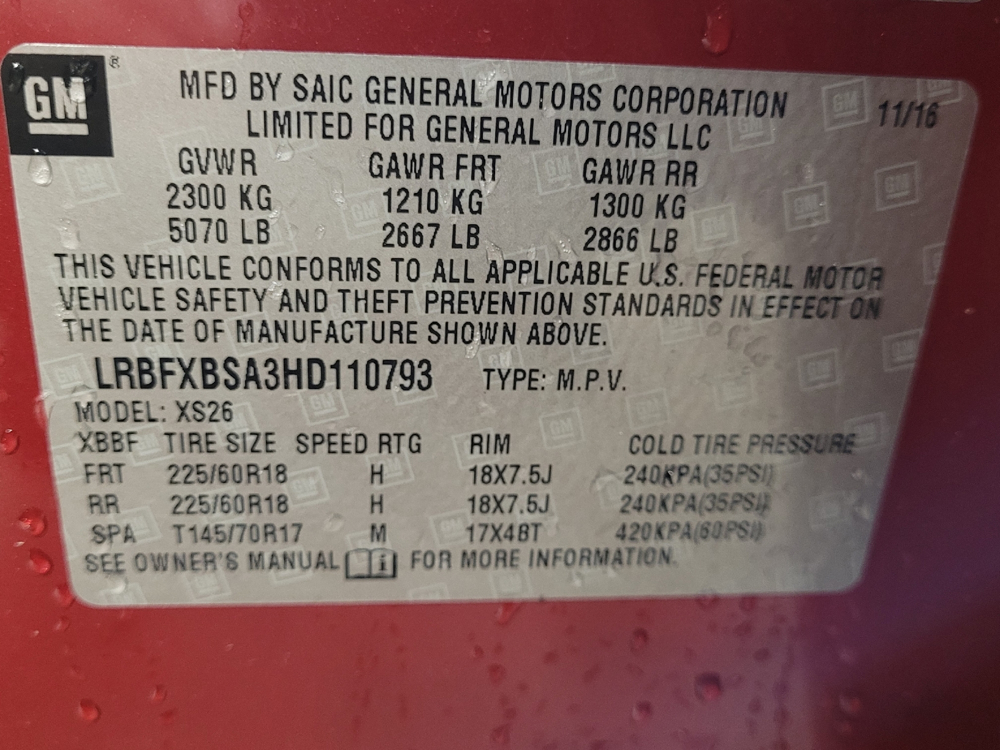 GM
MFD BY SAIC GENERAL MOTORS CORPORATION 11/16
LIMITED FOR GENERAL MOTORS LLC
GVWR GAWR FRT GAWR RR
2300 KG 1210 KG 1300 KG
5070 LB 2667 LB 2866 LB
THIS VEHICLE CONFORMS TO ALL APPLICABLE U.S. FEDERAL MOTOR
VEHICLE SAFETY AND THEFT PREVENTION STANDARDS IN EFFECT ON
THE DATE OF MANUFACTURE SHOWN ABOVE.
LRBFXBSA3HD110793 TYPE: M.P.V.
MODEL: XS26
XBBF TIRE SIZE SPEED RTG RIM COLD TIRE PRESSURE
FRT 225/60R18 H 18X7.5J 240KPA(35PSI)
RR 225/60R18 H 18X7.5J 240KPA(35PSI)
SPA T145/70R17 M 17X4BT 420KPA(60PSI)
SEE OWNER'S MANUAL i FOR MORE INFORMATION.